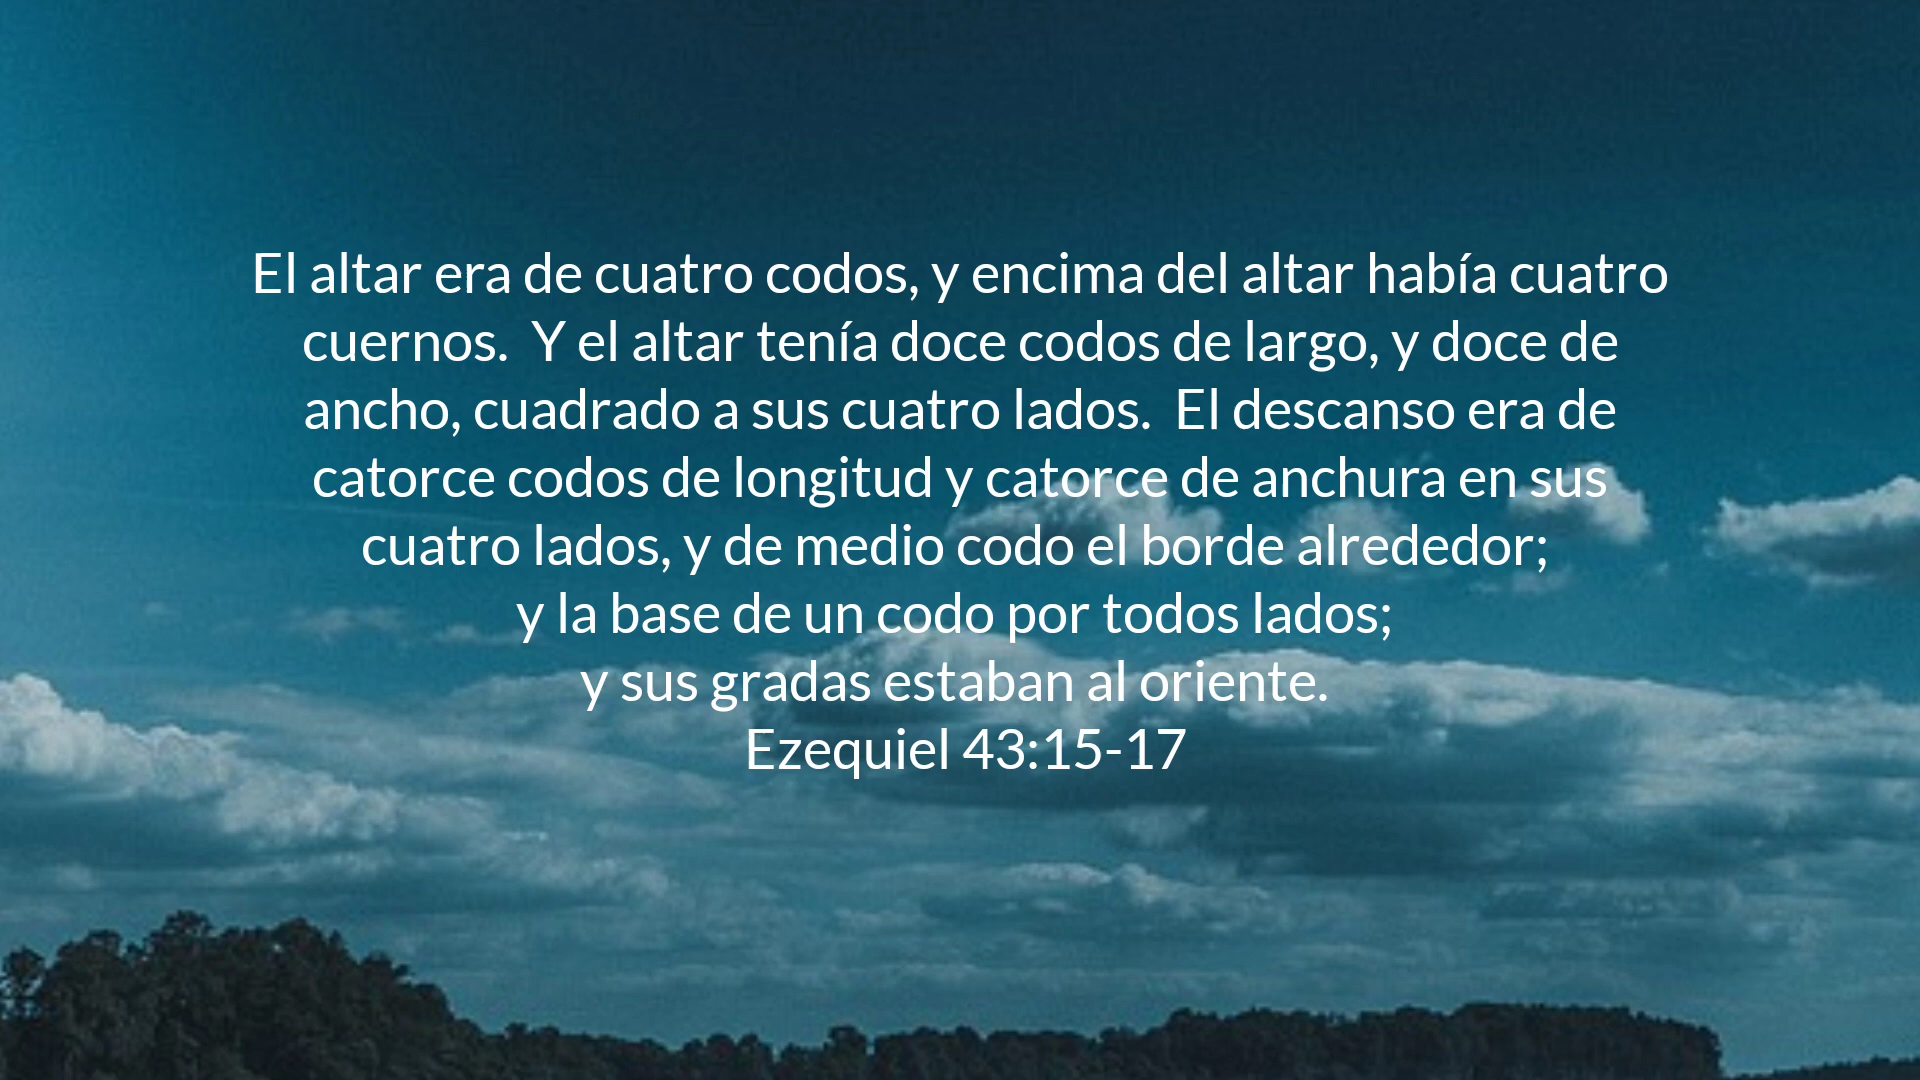 El altar era de cuatro codos, y encima del altar había cuatro
cuernos.  Y el altar tenía doce codos de largo, y doce de
ancho, cuadrado a sus cuatro lados.  El descanso era de
catorce codos de longitud y catorce de anchura en sus
cuatro lados, y de medio codo el borde alrededor;
y la base de un codo por todos lados;
y sus gradas estaban al oriente.
Ezequiel 43:15-17